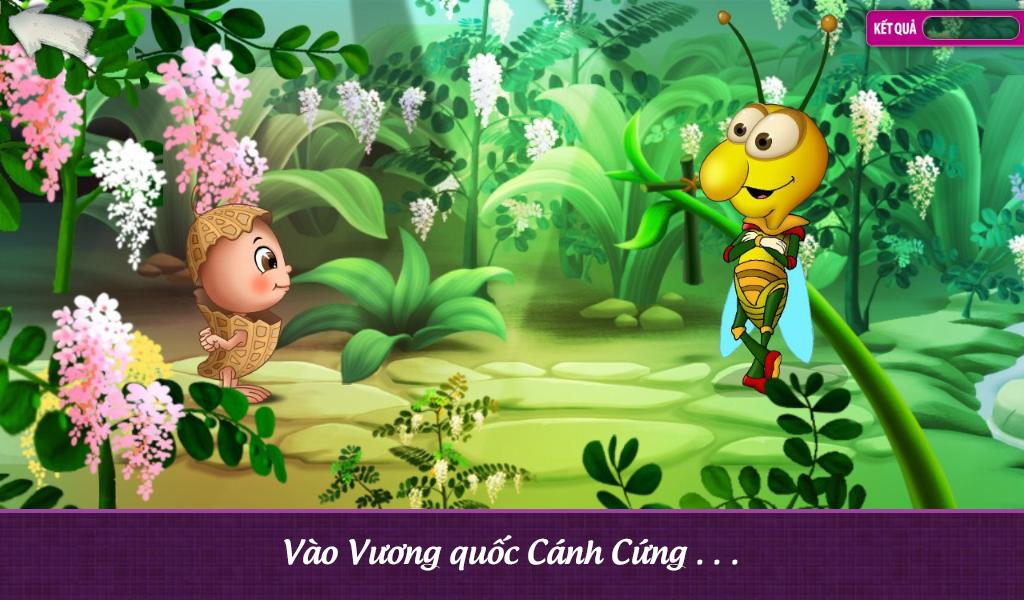 KẾT QUẢ
Vào Vương quốc Cánh Cứng . . .